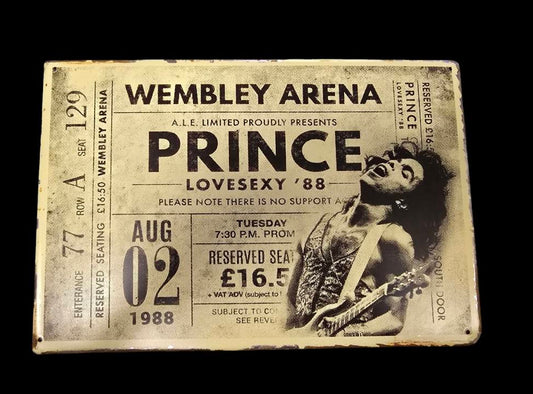 ENTERANCE 77 ROW A SEAT 129
RESERVED SEATING £16:50 WEMBLEY ARENA
WEMBLEY ARENA
A.L.E. LIMITED PROUDLY PRESENTS
PRINCE
LOVESEXY '88
PLEASE NOTE THERE IS NO SUPPORT A
AUG
02
1988
TUESDAY
7:30 P.M. PROM
RESERVED SEAT
£16.5
+ VAT ADV (subject to
SUBJECT TO CON
SEE REVER
PRINCE
LOVESEXY '88
RESERVED £16
SOUTH DOOR